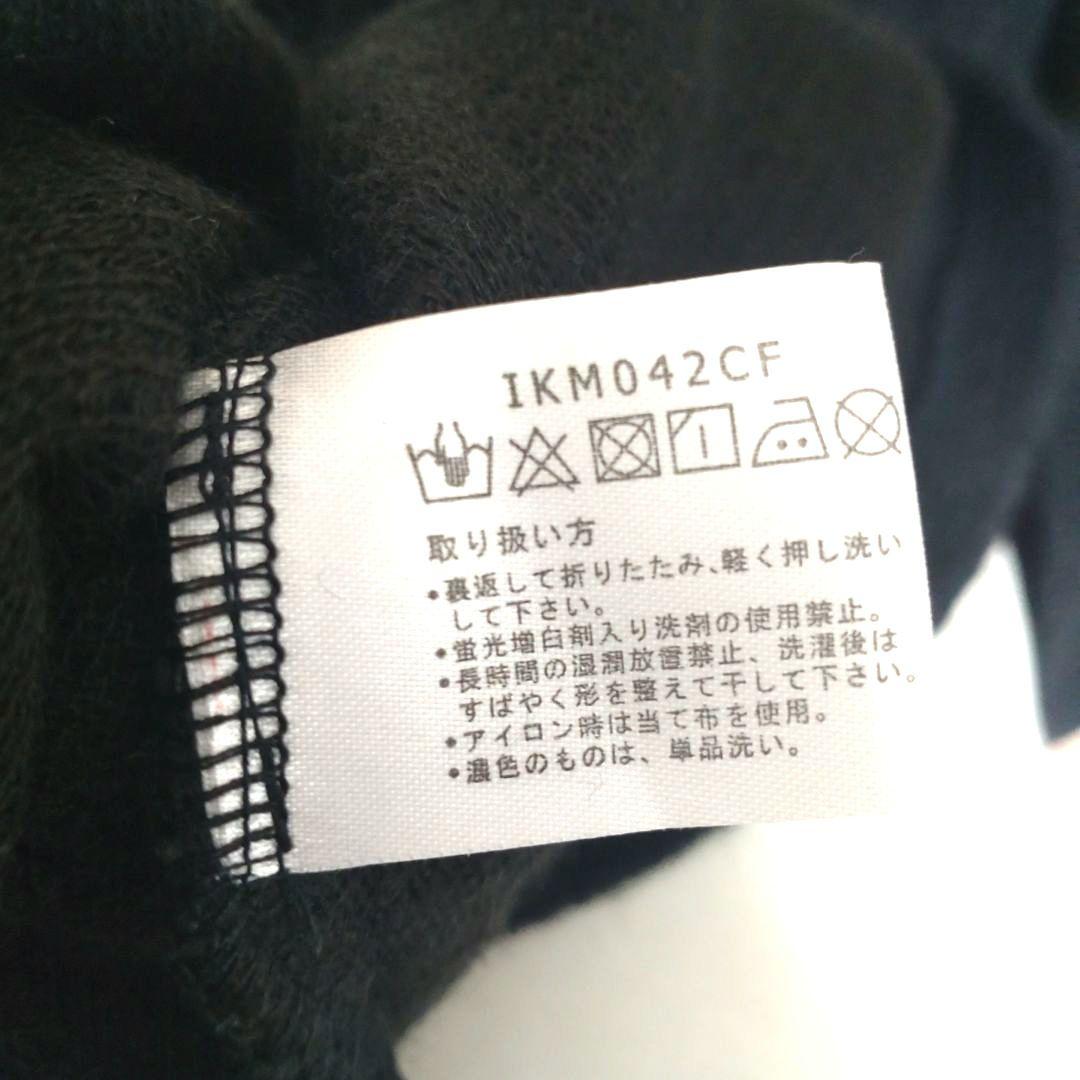 IKM042CF
取り扱い方
•裏返して折りたたみ、軽く押し洗い
して下さい。
•蛍光増白剤入り洗剤の使用禁止。
•長時間の湿潤放置禁止、洗濯後は
すばやく形を整えて干して下さい。
•アイロン時は当て布を使用。
•濃色のものは、単品洗い。